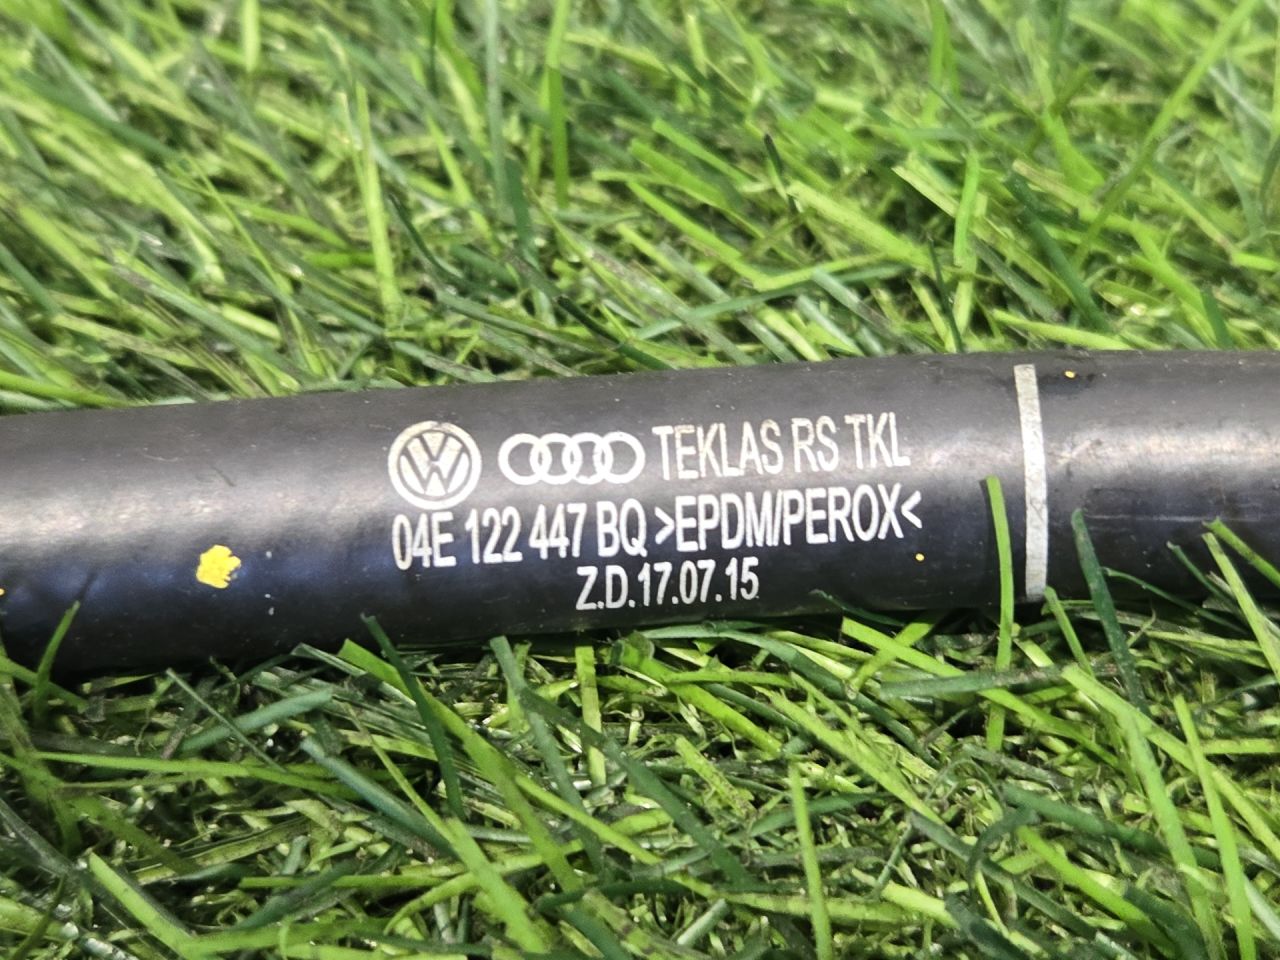 TEKLAS RS TKL
04E 122 447 BQ >EPDM/PEROX<
Z.D.17.07.15